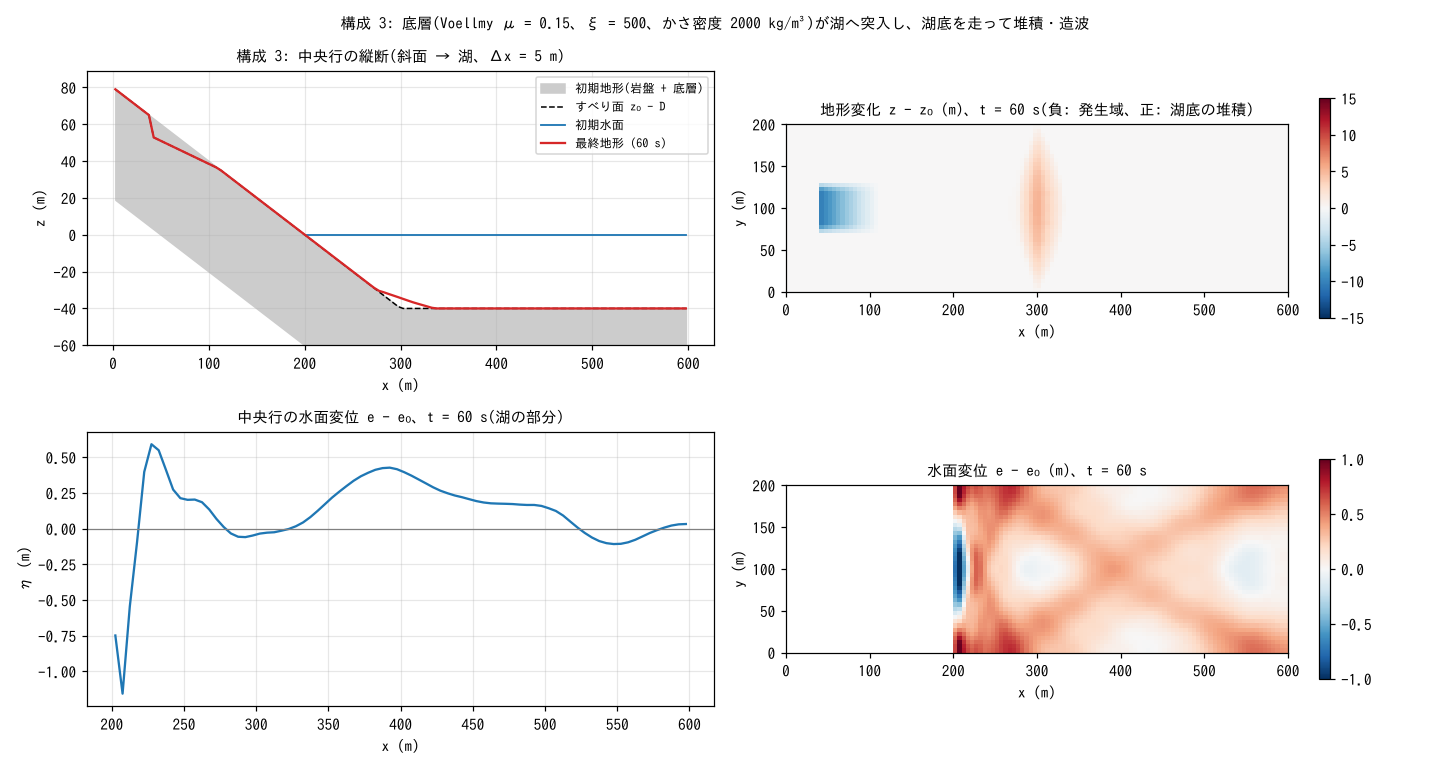 構成 3: 底層(Voellmy μ = 0.15、ξ = 500、かさ密度 2000 kg/m³)が湖へ突入し、湖底を走って堆積・造波
構成 3: 中央行の縦断(斜面 → 湖、Δx = 5 m)
z (m)
80
60
40
20
0
−20
−40
−60
0 100 200 300 400 500 600
x (m)
初期地形(岩盤 + 底層)
すべり面 z₀ − D
初期水面
最終地形 (60 s)
地形変化 z − z₀ (m)、t = 60 s(負: 発生域、正: 湖底の堆積)
y (m)
200
150
100
50
0
0 100 200 300 400 500 600
x (m)
15
10
5
0
−5
−10
−15
中央行の水面変位 e − e₀、t = 60 s(湖の部分)
η (m)
0.50
0.25
0.00
−0.25
−0.50
−0.75
−1.00
200 250 300 350 400 450 500 550 600
x (m)
水面変位 e − e₀ (m)、t = 60 s
y (m)
200
150
100
50
0
0 100 200 300 400 500 600
x (m)
1.0
0.5
0.0
−0.5
−1.0